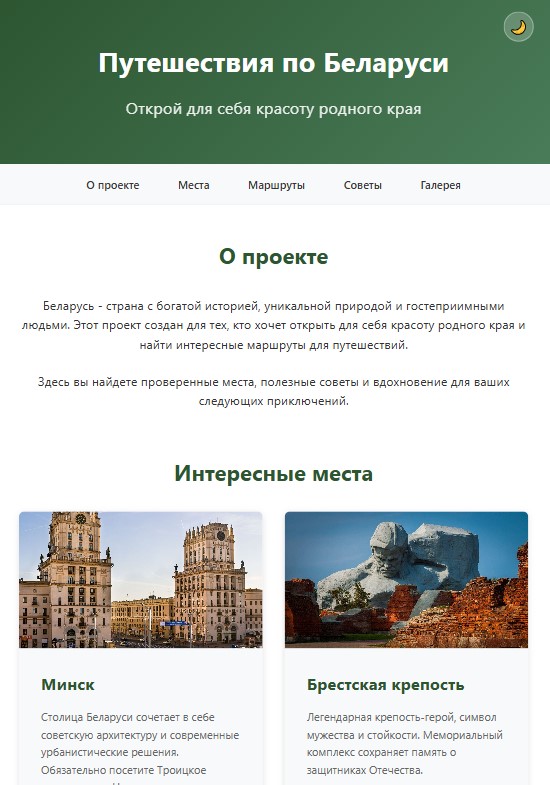 Путешествия по Беларуси
Открой для себя красоту родного края
О проекте Места Маршруты Советы Галерея
О проекте
Беларусь - страна с богатой историей, уникальной природой и гостеприимными
людьми. Этот проект создан для тех, кто хочет открыть для себя красоту родного края и
найти интересные маршруты для путешествий.
Здесь вы найдете проверенные места, полезные советы и вдохновение для ваших
следующих приключений.
Интересные места
Минск
Столица Беларуси сочетает в себе
советскую архитектуру и современные
урбанистические решения.
Обязательно посетите Троицкое
Брестская крепость
Легендарная крепость-герой, символ
мужества и стойкости. Мемориальный
комплекс сохраняет память о
защитниках Отечества.